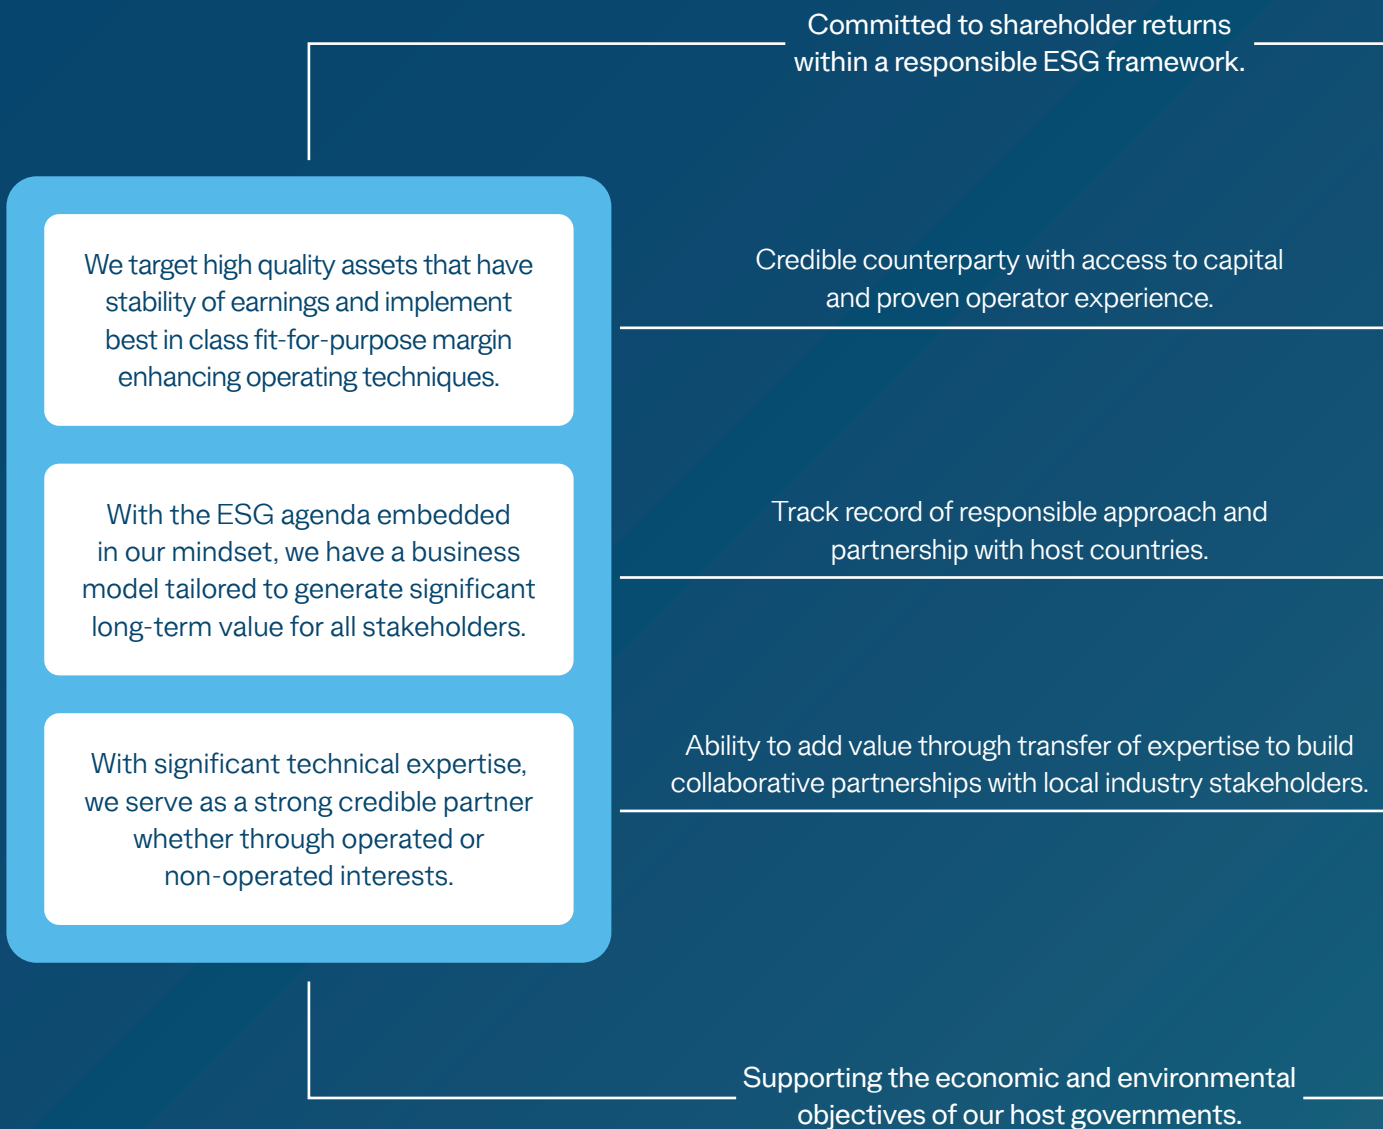 Committed to shareholder returns
within a responsible ESG framework.
We target high quality assets that have
stability of earnings and implement
best in class fit-for-purpose margin
enhancing operating techniques.
Credible counterparty with access to capital
and proven operator experience.
With the ESG agenda embedded
in our mindset, we have a business
model tailored to generate significant
long-term value for all stakeholders.
Track record of responsible approach and
partnership with host countries.
With significant technical expertise,
we serve as a strong credible partner
whether through operated or
non-operated interests.
Ability to add value through transfer of expertise to build
collaborative partnerships with local industry stakeholders.
Supporting the economic and environmental
objectives of our host governments.